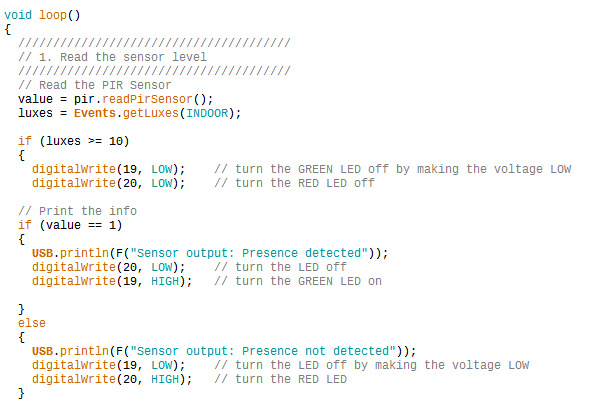 void loop()
{
  ///////////////////////////////////////
  // 1. Read the sensor level
  ///////////////////////////////////////
  // Read the PIR Sensor
  value = pir.readPirSensor();
  luxes = Events.getLuxes(INDOOR);

  if (luxes >= 10)
  {
    digitalWrite(19, LOW);    // turn the GREEN LED off by making the voltage LOW
    digitalWrite(20, LOW);    // turn the RED LED off

  // Print the info
  if (value == 1)
  {
    USB.println(F("Sensor output: Presence detected"));
    digitalWrite(20, LOW);    // turn the LED off
    digitalWrite(19, HIGH);   // turn the GREEN LED on

  }
  else
  {
    USB.println(F("Sensor output: Presence not detected"));
    digitalWrite(19, LOW);    // turn the LED off by making the voltage LOW
    digitalWrite(20, HIGH);   // turn the RED LED
  }